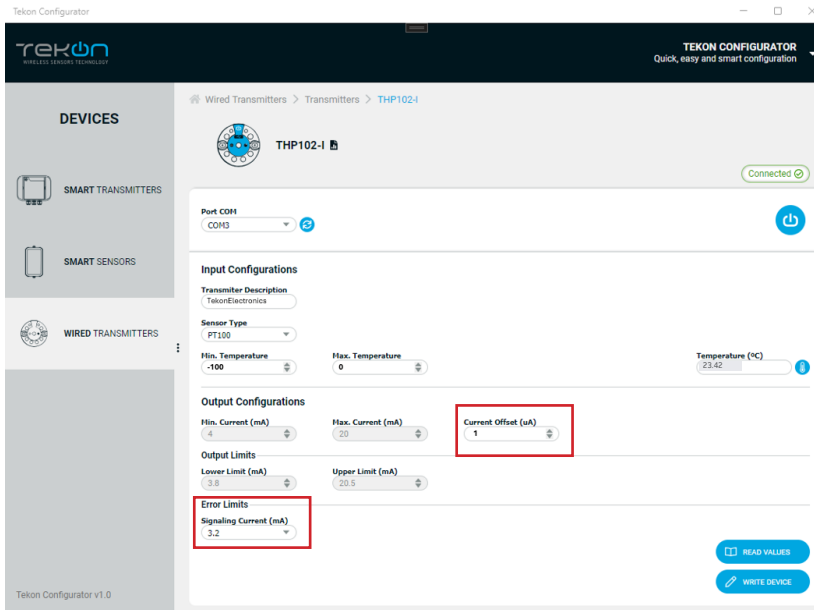 Tekon Configurator
TEKON
WIRELESS SENSORS TECHNOLOGY
TEKON CONFIGURATOR
Quick, easy and smart configuration
DEVICES
SMART TRANSMITTERS
SMART SENSORS
WIRED TRANSMITTERS
Tekon Configurator v1.0
Wired Transmitters > Transmitters > THP102-I
THP102-I
Connected
Port COM
COM3
Input Configurations
Transmiter Description
TekonElectronics
Sensor Type
PT100
Min. Temperature Max. Temperature Temperature (ºC)
-100 0 23.42
Output Configurations
Min. Current (mA) Max. Current (mA) Current Offset (uA)
4 20 1
Output Limits
Lower Limit (mA) Upper Limit (mA)
3.8 20.5
Error Limits
Signaling Current (mA)
3.2
READ VALUES
WRITE DEVICE